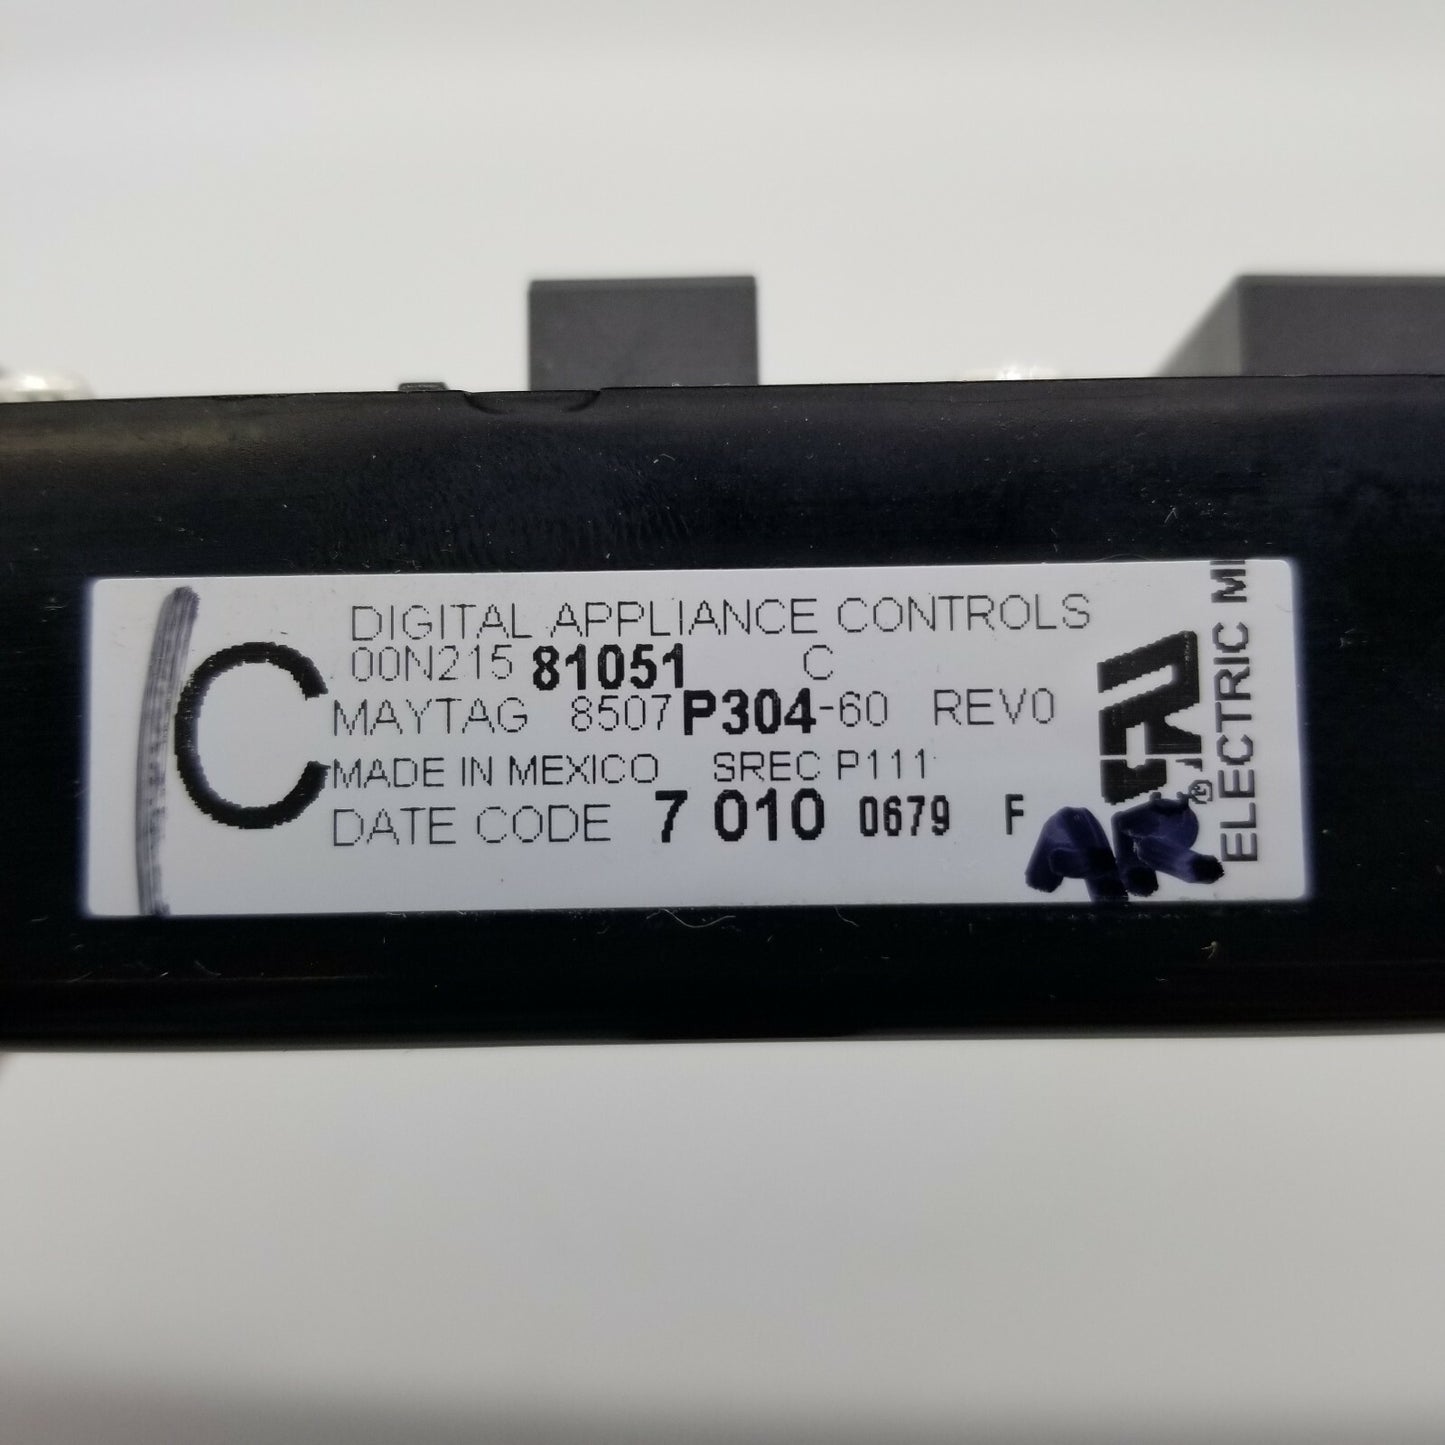 DIGITAL APPLIANCE CONTROLS
00N215 81051 C
C
MAYTAG 8507P304-60 REV0
MADE IN MEXICO SREC P111
DATE CODE 7 010 0679 F
®
ELECTRIC